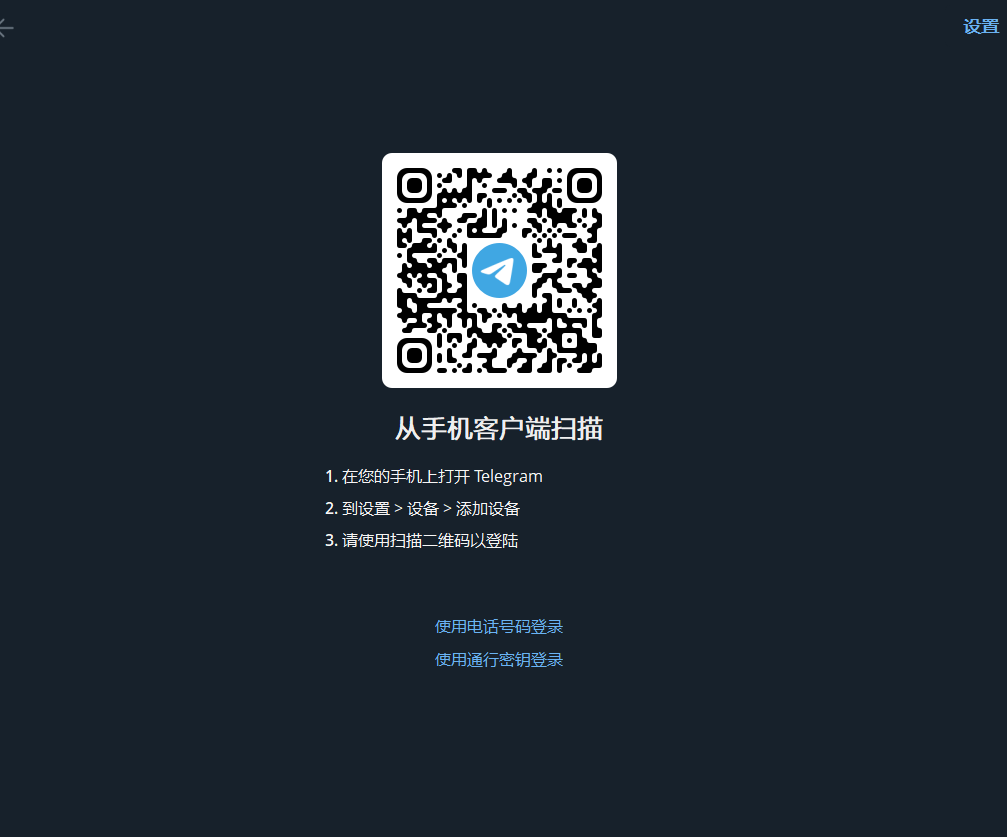 设置
从手机客户端扫描
1. 在您的手机上打开 Telegram
2. 到设置 > 设备 > 添加设备
3. 请使用扫描二维码以登陆
使用电话号码登录
使用通行密钥登录